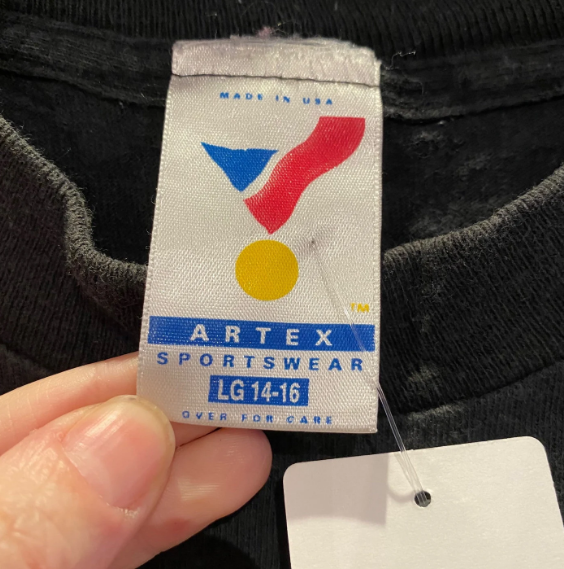 MADE IN USA
TM
ARTEX
SPORTSWEAR
LG 14-16
OVER FOR CARE